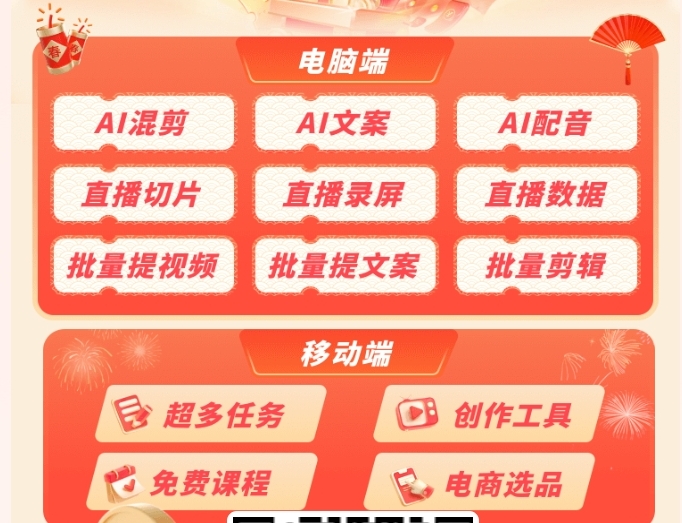 春
电脑端
AI混剪
AI文案
AI配音
直播切片
直播录屏
直播数据
批量提视频
批量提文案
批量剪辑
移动端
超多任务
创作工具
免费课程
电商选品